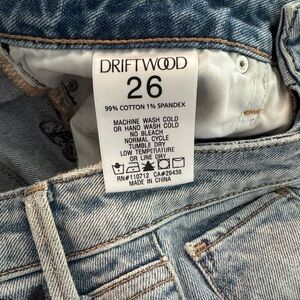 DRIFTWOOD
26
99% COTTON 1% SPANDEX
MACHINE WASH COLD
OR HAND WASH COLD
NO BLEACH
NORMAL CYCLE
TUMBLE DRY
LOW TEMPERATURE
OR LINE DRY
RN#110712 CA#29438
MADE IN CHINA